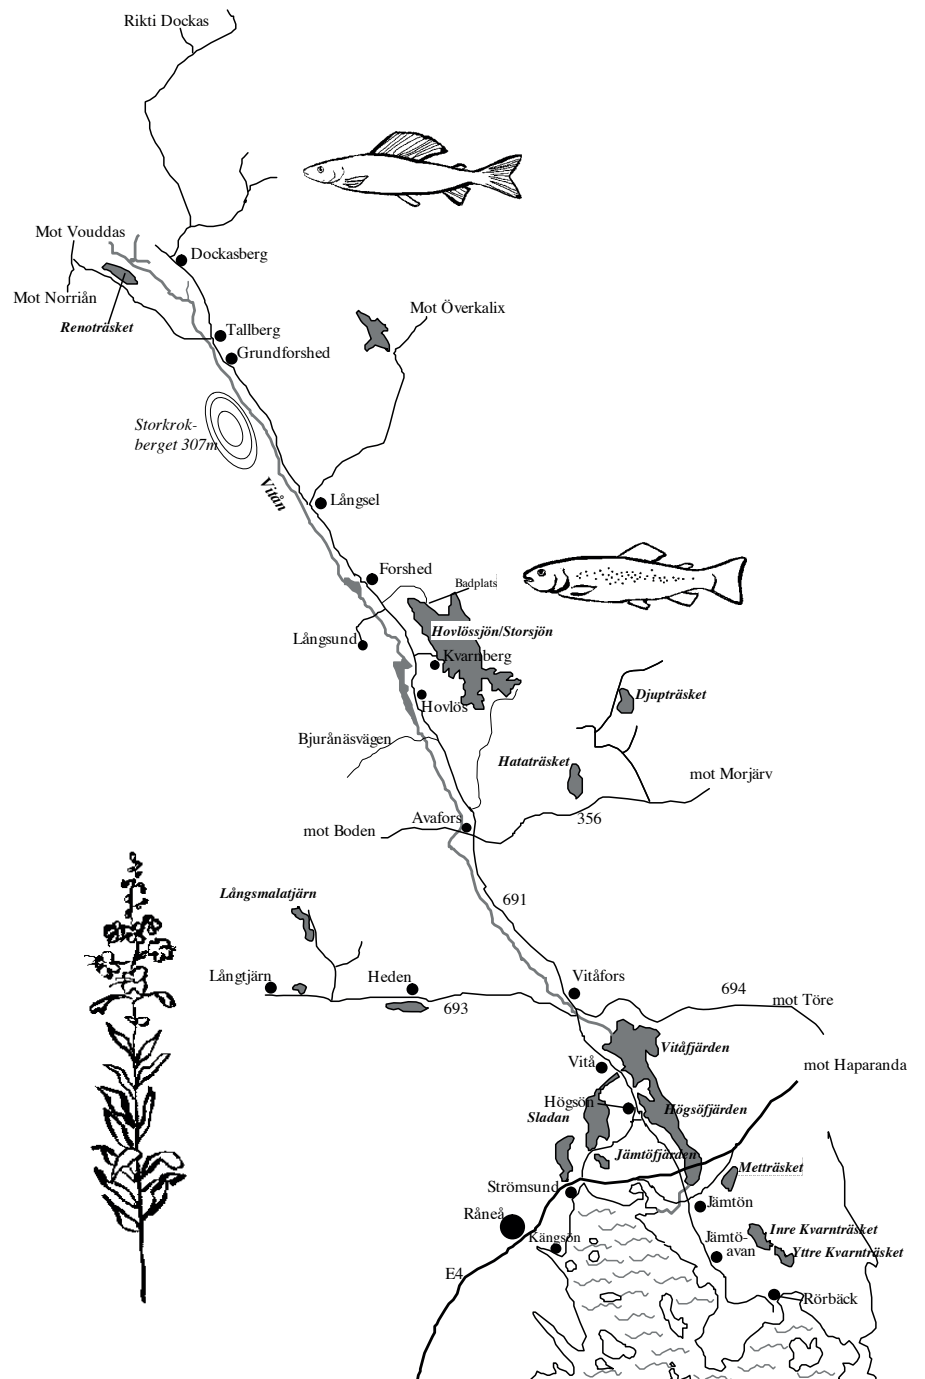 Rikti Dockas
Mot Vouddas
Dockasberg
Mot Norriån
Renoträsket
Mot Överkalix
Tallberg
Grundforshed
Storkrok-
berget 307m
Vitån
Långsel
Forshed
Badplats
Hovlössjön/Storsjön
Långsund
Kvarnberg
Djupträsket
Hovlös
Bjurånäsvägen
Hataträsket
mot Morjärv
356
Avafors
mot Boden
Långsmalatjärn
691
Långtjärn
Heden
Vitåfors
694
mot Töre
693
Vitåfjärden
Vitå
mot Haparanda
Högsön
Högsöfjärden
Sladan
Jämtöfjärden
Metträsket
Strömsund
Jämtön
Råneå
Kängsön
Inre Kvarnträsket
Jämtö-
avan
Yttre Kvarnträsket
E4
Rörbäck